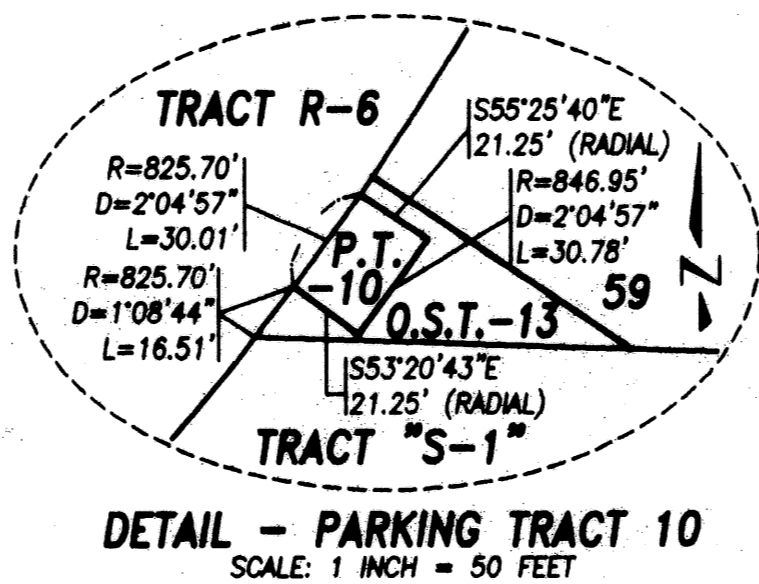 TRACT R-6
S55°25'40"E
21.25' (RADIAL)
R=825.70'
D=2°04'57"
L=30.01'
R=846.95'
D=2°04'57"
L=30.78'
P.T.
-10
R=825.70'
D=1°08'44"
L=16.51'
59
O.S.T.-13
N
S53°20'43"E
21.25' (RADIAL)
TRACT "S-1"
DETAIL - PARKING TRACT 10
SCALE: 1 INCH = 50 FEET